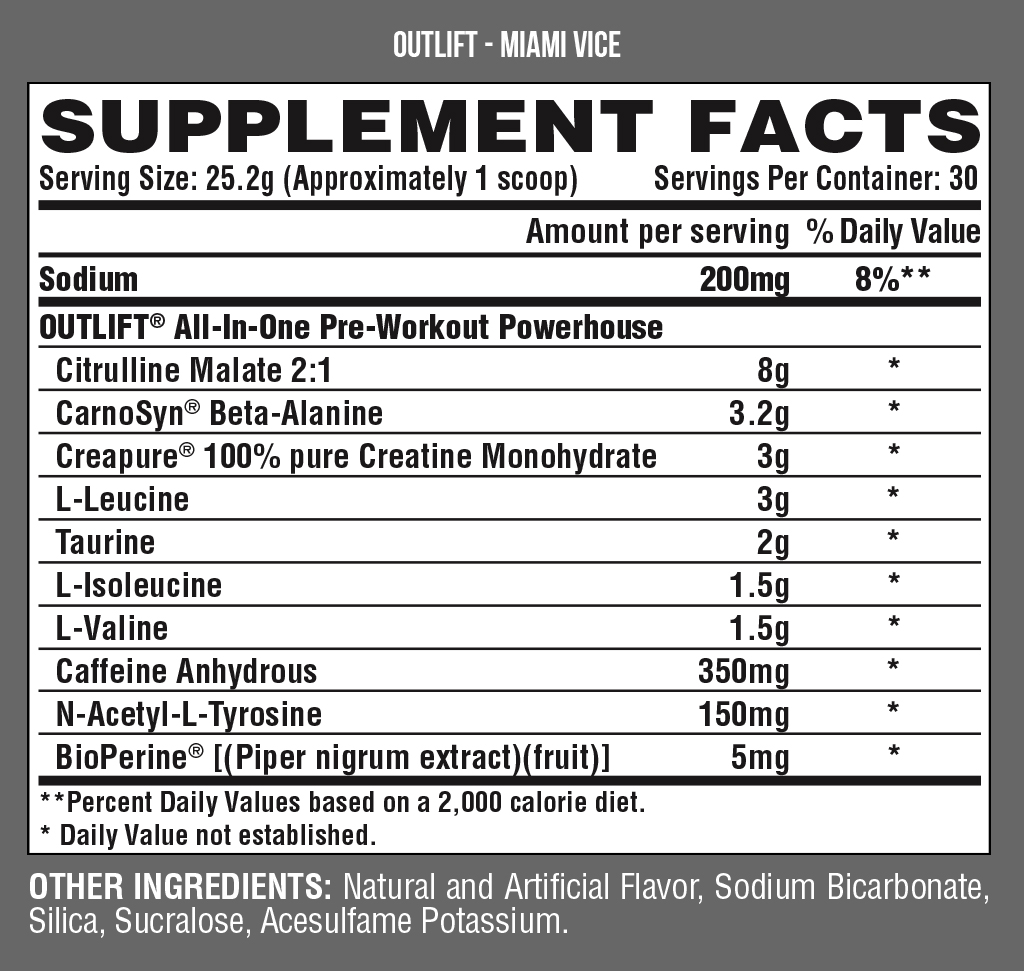 OUTLIFT - MIAMI VICE
SUPPLEMENT FACTS
Serving Size: 25.2g (Approximately 1 scoop) Servings Per Container: 30
Amount per serving % Daily Value
Sodium 200mg 8%**
OUTLIFT® All-In-One Pre-Workout Powerhouse
Citrulline Malate 2:1 8g *
CarnoSyn® Beta-Alanine 3.2g *
Creapure® 100% pure Creatine Monohydrate 3g *
L-Leucine 3g *
Taurine 2g *
L-Isoleucine 1.5g *
L-Valine 1.5g *
Caffeine Anhydrous 350mg *
N-Acetyl-L-Tyrosine 150mg *
BioPerine® [(Piper nigrum extract)(fruit)] 5mg *
**Percent Daily Values based on a 2,000 calorie diet.
* Daily Value not established.
OTHER INGREDIENTS: Natural and Artificial Flavor, Sodium Bicarbonate,
Silica, Sucralose, Acesulfame Potassium.